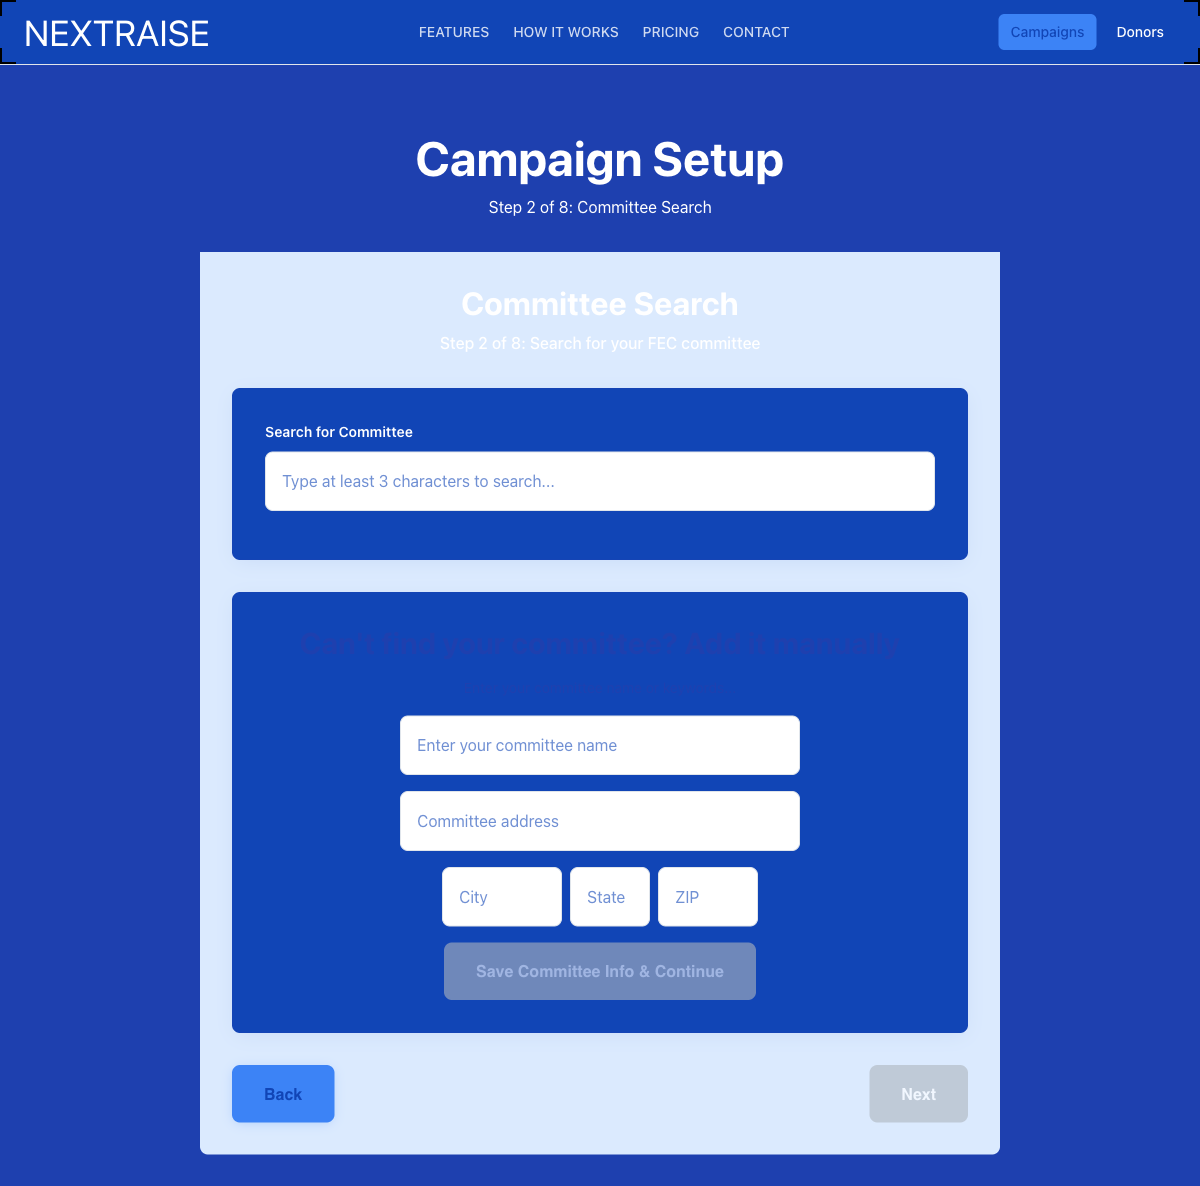 NEXTRAISE
FEATURES HOW IT WORKS PRICING CONTACT
Campaigns Donors
Campaign Setup
Step 2 of 8: Committee Search
Committee Search
Step 2 of 8: Search for your FEC committee
Search for Committee
Type at least 3 characters to search...
Can't find your committee? Add it manually
Enter your committee name
Committee address
City State ZIP
Save Committee Info & Continue
Back Next